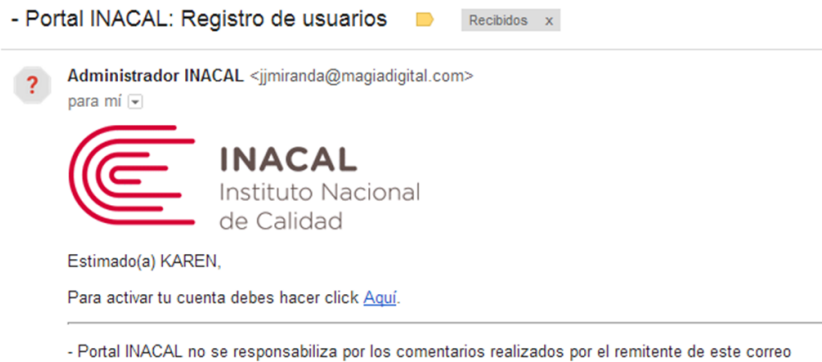 - Portal INACAL: Registro de usuarios Recibidos x
? Administrador INACAL <jjmiranda@magiadigital.com>
para mí
INACAL
Instituto Nacional
de Calidad
Estimado(a) KAREN,
Para activar tu cuenta debes hacer click Aquí.
- Portal INACAL no se responsabiliza por los comentarios realizados por el remitente de este correo